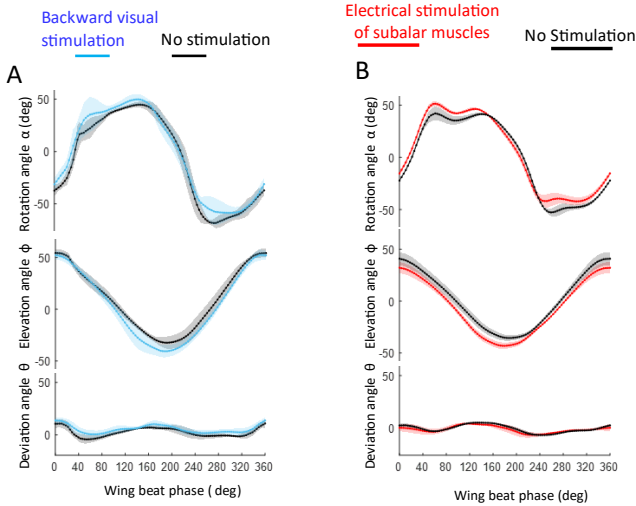 Backward visual
stimulation
No stimulation
Electrical stimulation
of subalar muscles
No Stimulation
A
B
Rotation angle α (deg)
50
0
-50
Rotation angle α (deg)
50
0
-50
Elevation angle ϕ
50
0
-50
Elevation angle ϕ
50
0
-50
Deviation angle θ
50
0
Deviation angle θ
50
0
0 40 80 120 160 200 240 280 320 360
Wing beat phase ( deg)
0 40 80 120 160 200 240 280 320 360
Wing beat phase (deg)